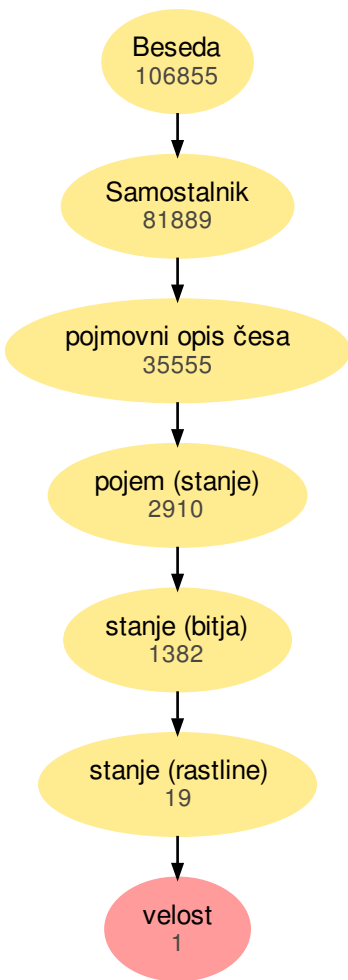 Beseda
106855
Samostalnik
81889
pojmovni opis česa
35555
pojem (stanje)
2910
stanje (bitja)
1382
stanje (rastline)
19
velost
1